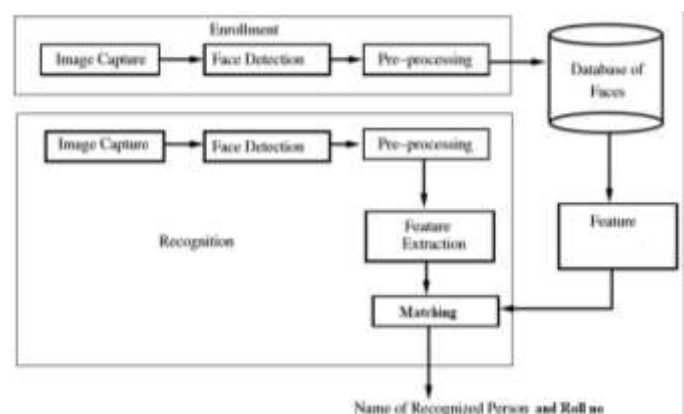 Enrollment
Image Capture
Face Detection
Pre-processing
Database of
Faces
Image Capture
Face Detection
Pre-processing
Recognition
Feature
Extraction
Feature
Matching
Name of Recognized Person and Roll no